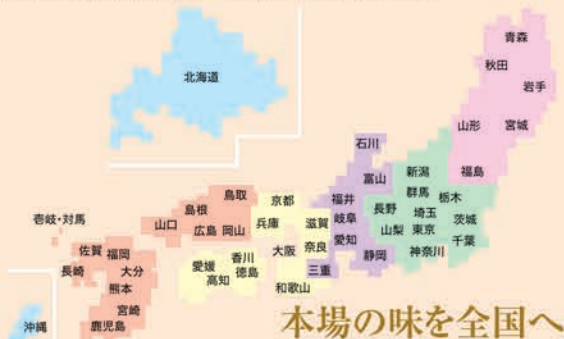 北海道
青森
秋田
岩手
山形
宮城
福島
石川
富山
新潟
福井
岐阜
愛知
静岡
三重
長野
群馬
栃木
埼玉
茨城
山梨
東京
千葉
神奈川
京都
兵庫
滋賀
大阪
奈良
和歌山
香川
徳島
愛媛
高知
鳥取
島根
山口
広島
岡山
壱岐・対馬
佐賀
福岡
長崎
大分
熊本
宮崎
鹿児島
沖縄
本場の味を全国へ